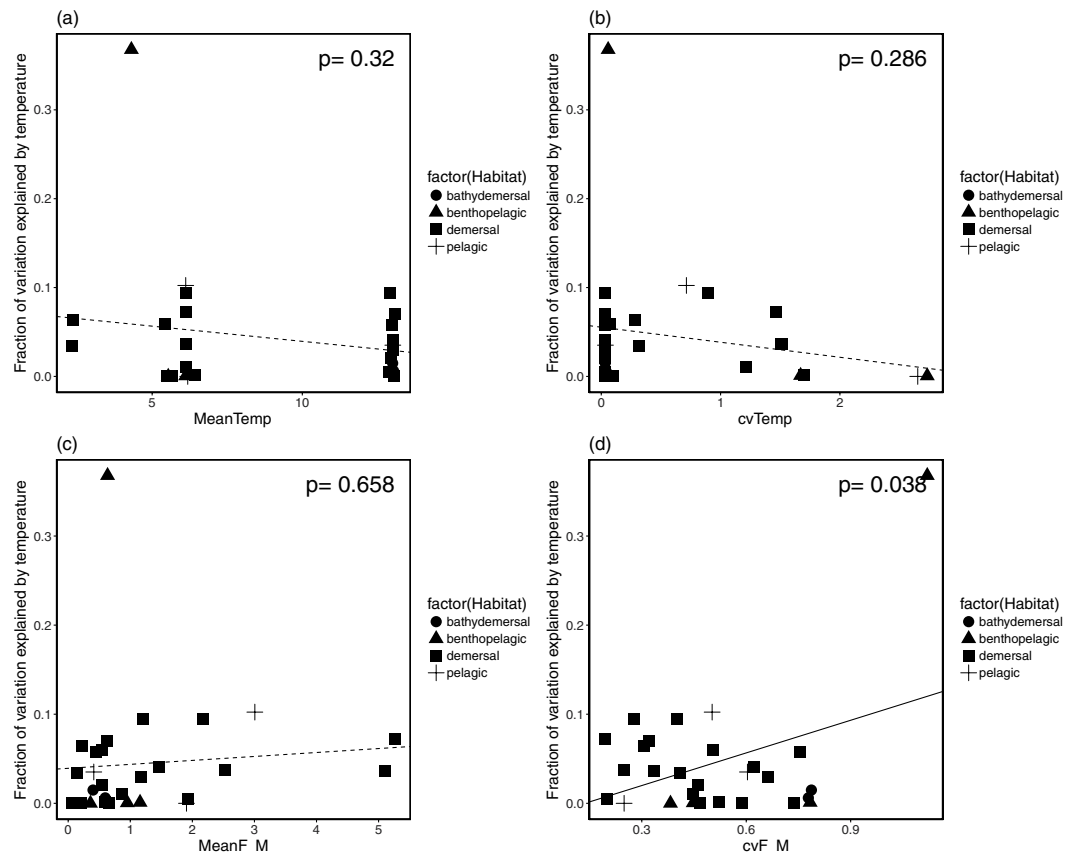 (a)
p= 0.32
Fraction of variation explained by temperature
0.3
0.2
0.1
0.0
5
10
MeanTemp
factor(Habitat)
bathydemersal
benthopelagic
demersal
pelagic
(b)
p= 0.286
Fraction of variation explained by temperature
0.3
0.2
0.1
0.0
0
1
2
cvTemp
factor(Habitat)
bathydemersal
benthopelagic
demersal
pelagic
(c)
p= 0.658
Fraction of variation explained by temperature
0.3
0.2
0.1
0.0
0
1
2
3
4
5
MeanF_M
factor(Habitat)
bathydemersal
benthopelagic
demersal
pelagic
(d)
p= 0.038
Fraction of variation explained by temperature
0.3
0.2
0.1
0.0
0.3
0.6
0.9
cvF_M
factor(Habitat)
bathydemersal
benthopelagic
demersal
pelagic